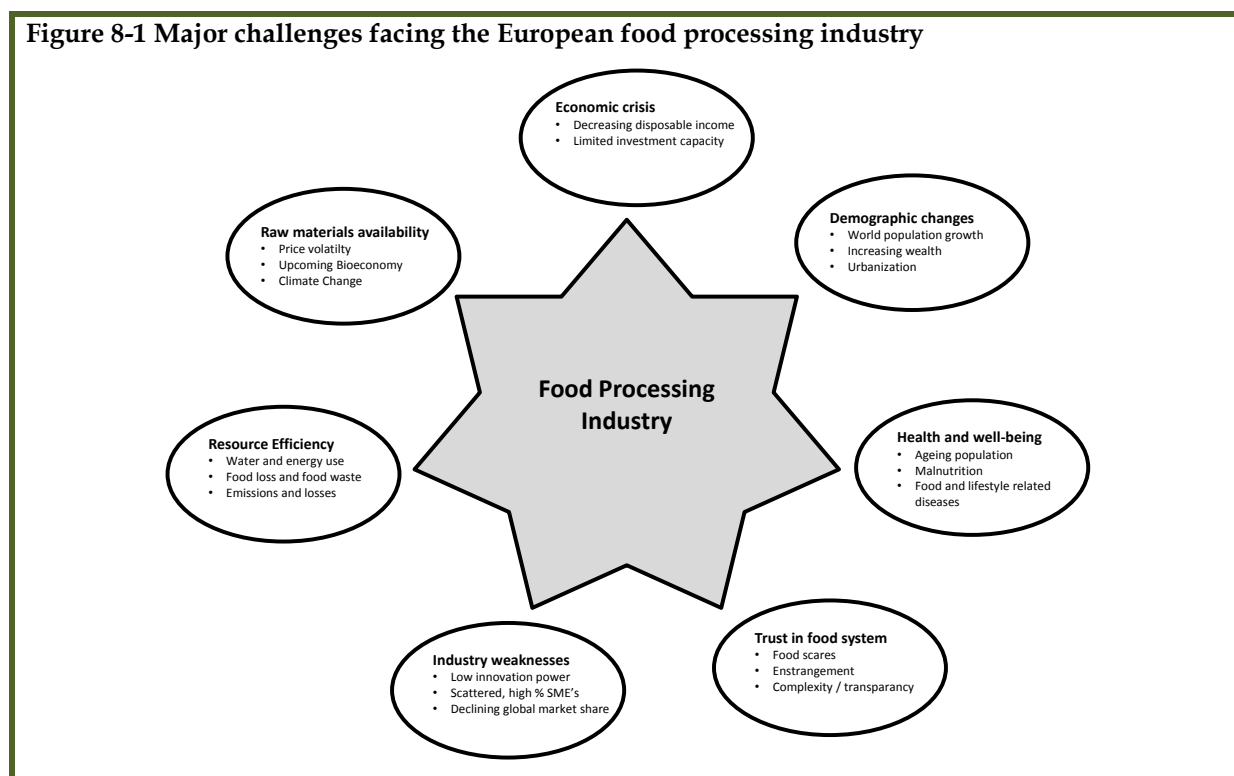 Figure 8-1 Major challenges facing the European food processing industry
Economic crisis
• Decreasing disposable income
• Limited investment capacity
Demographic changes
• World population growth
• Increasing wealth
• Urbanization
Health and well-being
• Ageing population
• Malnutrition
• Food and lifestyle related
diseases
Trust in food system
• Food scares
• Enstrangement
• Complexity / transparancy
Industry weaknesses
• Low innovation power
• Scattered, high % SME's
• Declining global market share
Resource Efficiency
• Water and energy use
• Food loss and food waste
• Emissions and losses
Raw materials availability
• Price volatilty
• Upcoming Bioeconomy
• Climate Change
Food Processing
Industry